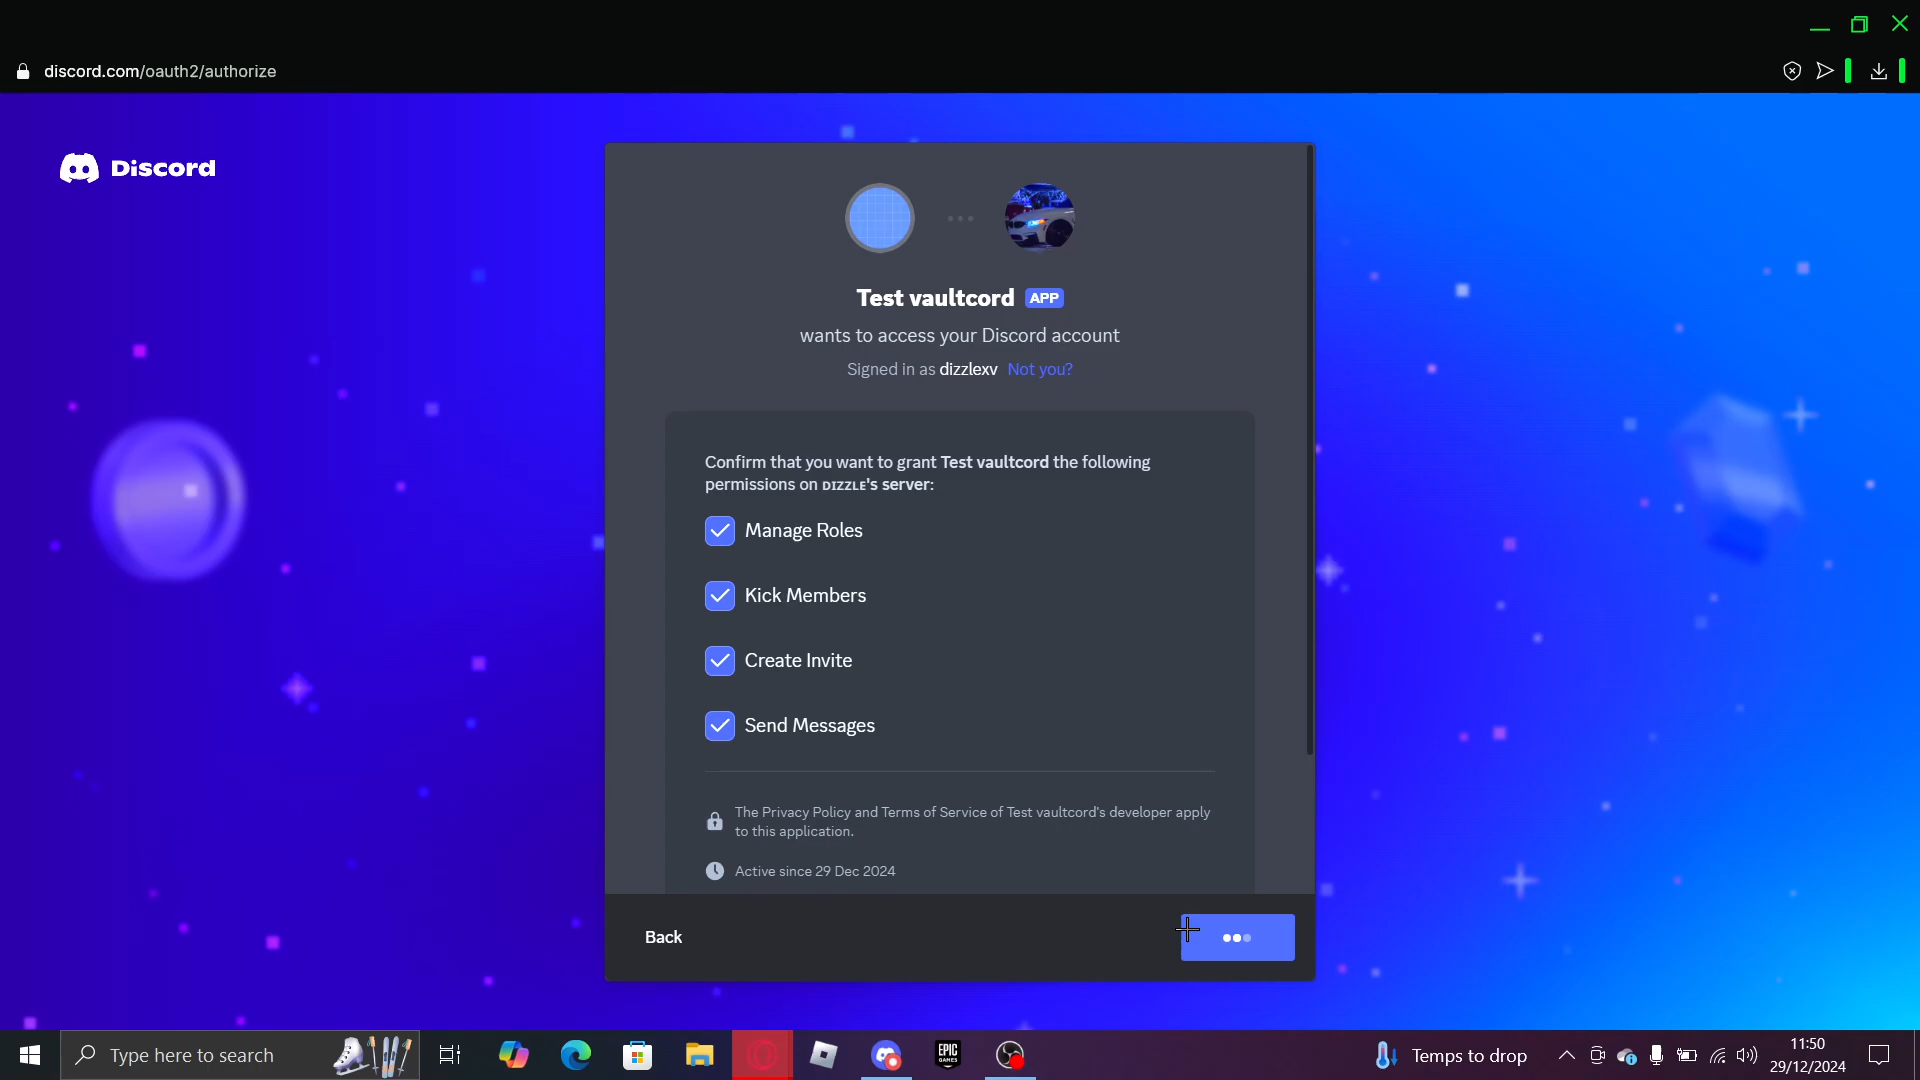 discord.com/oauth2/authorize
Discord
Test vaultcord APP
wants to access your Discord account
Signed in as dizzlexv Not you?
Confirm that you want to grant Test vaultcord the following
permissions on ᴅɪᴢᴢʟᴇ's server:
Manage Roles
Kick Members
Create Invite
Send Messages
The Privacy Policy and Terms of Service of Test vaultcord's developer apply
to this application.
Active since 29 Dec 2024
Back
Type here to search
EPIC
GAMES
Temps to drop
11:50
29/12/2024